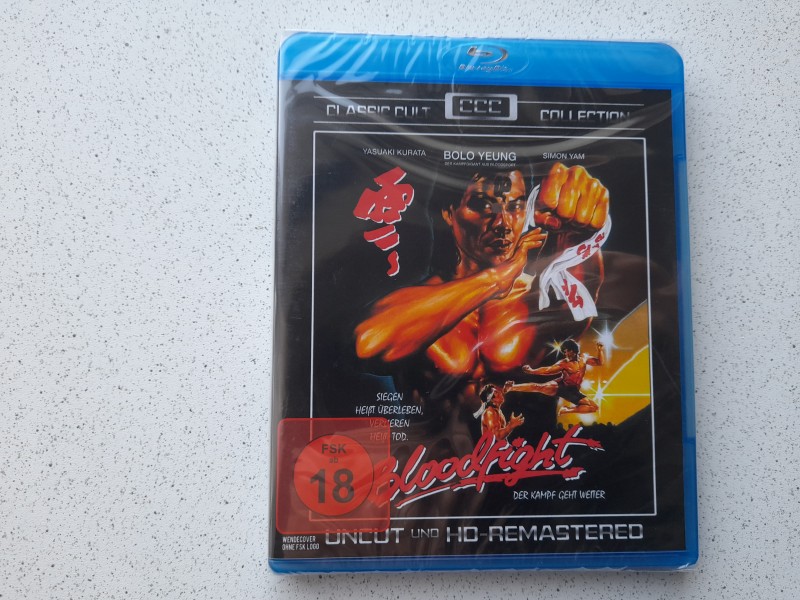 Blu-ray Disc
CLASSIC CULT CCC COLLECTION
YASUAKI KURATA BOLO YEUNG SIMON YAM
SIEGEN
HEIẞT ÜBERLEBEN,
VERLIEREN
HEIẞT TOD.
FSK
ab
18
Bloodfight
DER KAMPF GEHT WEITER
WENDECOVER
OHNE FSK LOGO
UNCUT UND HD-REMASTERED